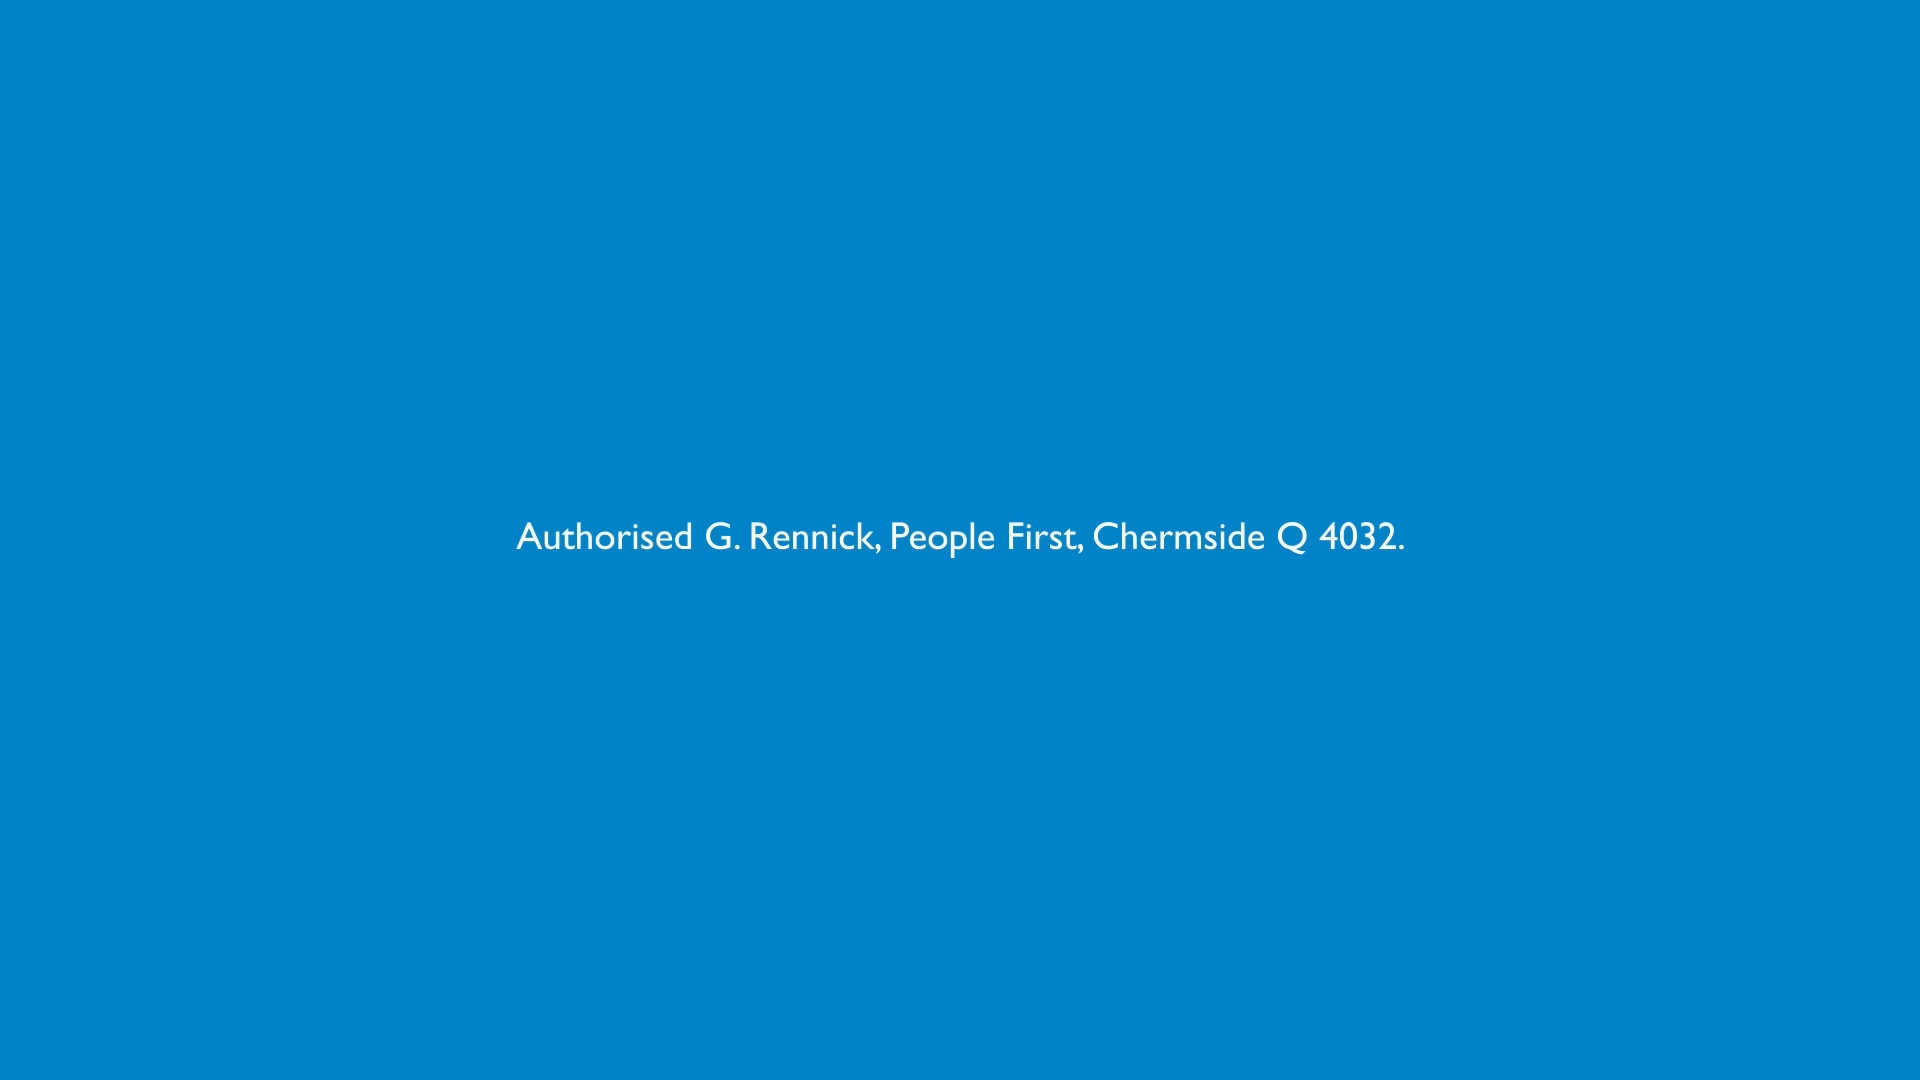 Authorised G. Rennick, People First, Chermside Q 4032.